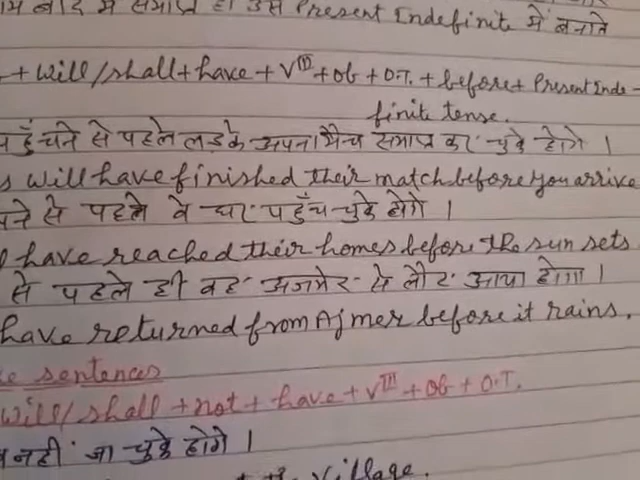 बाद में समाप्त हो उसे Present Indefinite में बनाते
+ will/shall + have + VIII + ob + O.T. + before + Present Inde-
finite tense.
पहुँचने से पहले लड़के अपना मैच समाप्त कर चुके होंगे ।
will have finished their match before you arrive
से पहले वे घर पहुँच चुके होंगे ।
have reached their homes before the sun sets.
से पहले ही वह अजमेर से लौट आया होगा ।
have returned from Ajmer before it rains.
sentences
will/shall + not + have + VIII + ob + O.T.
नहीं जा चुके होंगे ।
village.